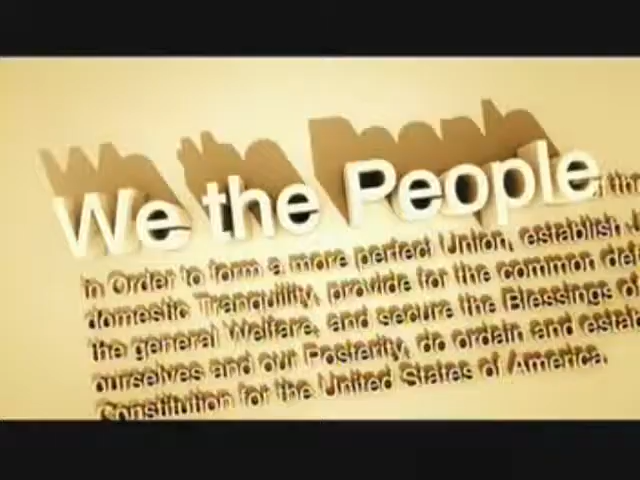 We the People
in Order to form a more perfect Union, establish
domestic Tranquility, provide for the common
the general Welfare, and secure the Blessings of
ourselves and our Posterity, do ordain and
Constitution for the United States of America.